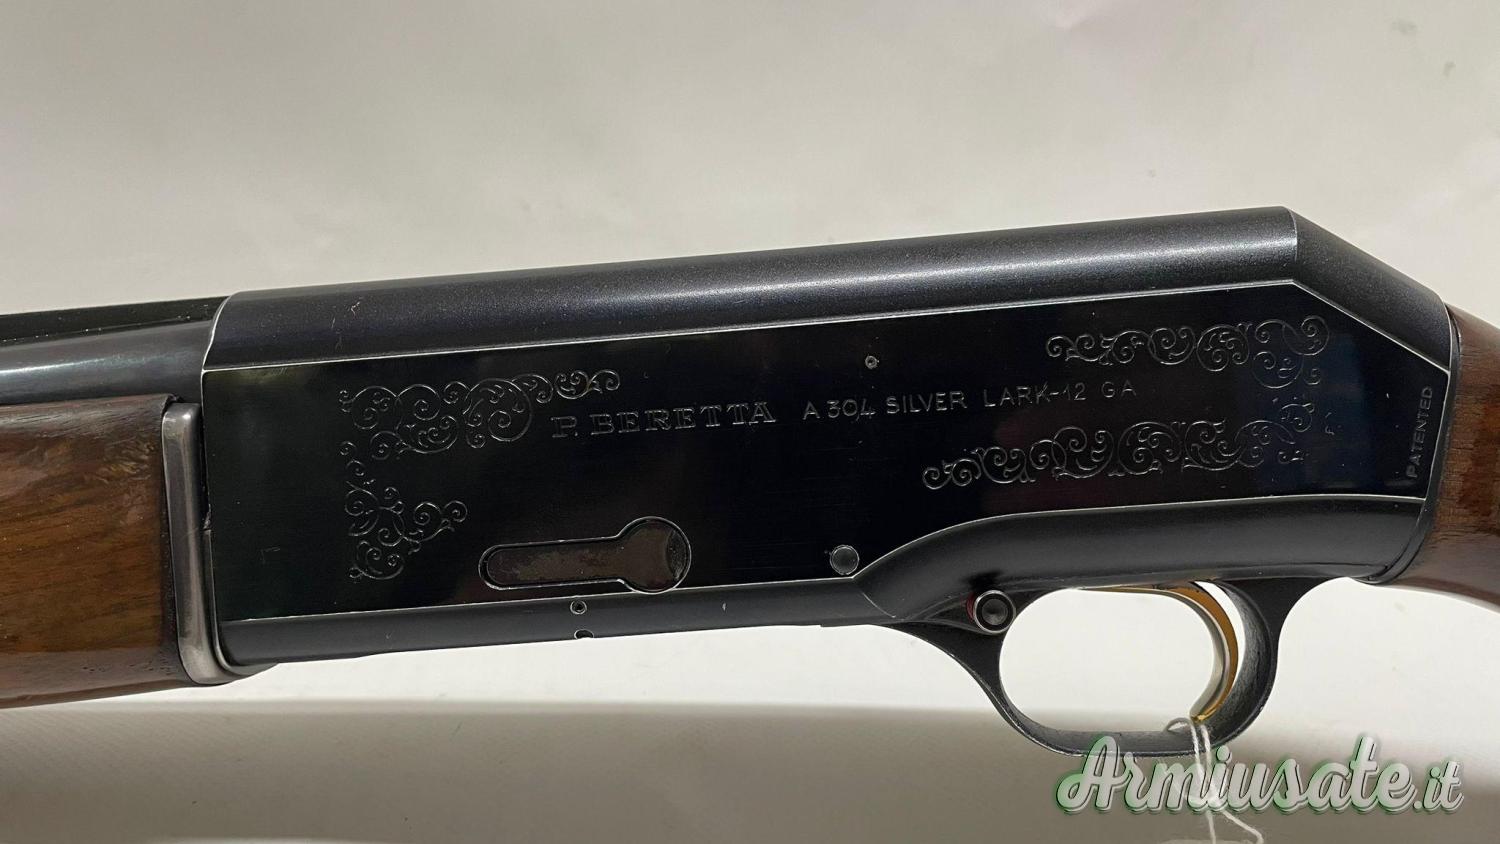 P. BERETTA A 304 SILVER LARK-12 GA
PATENTED
Armiusate.it